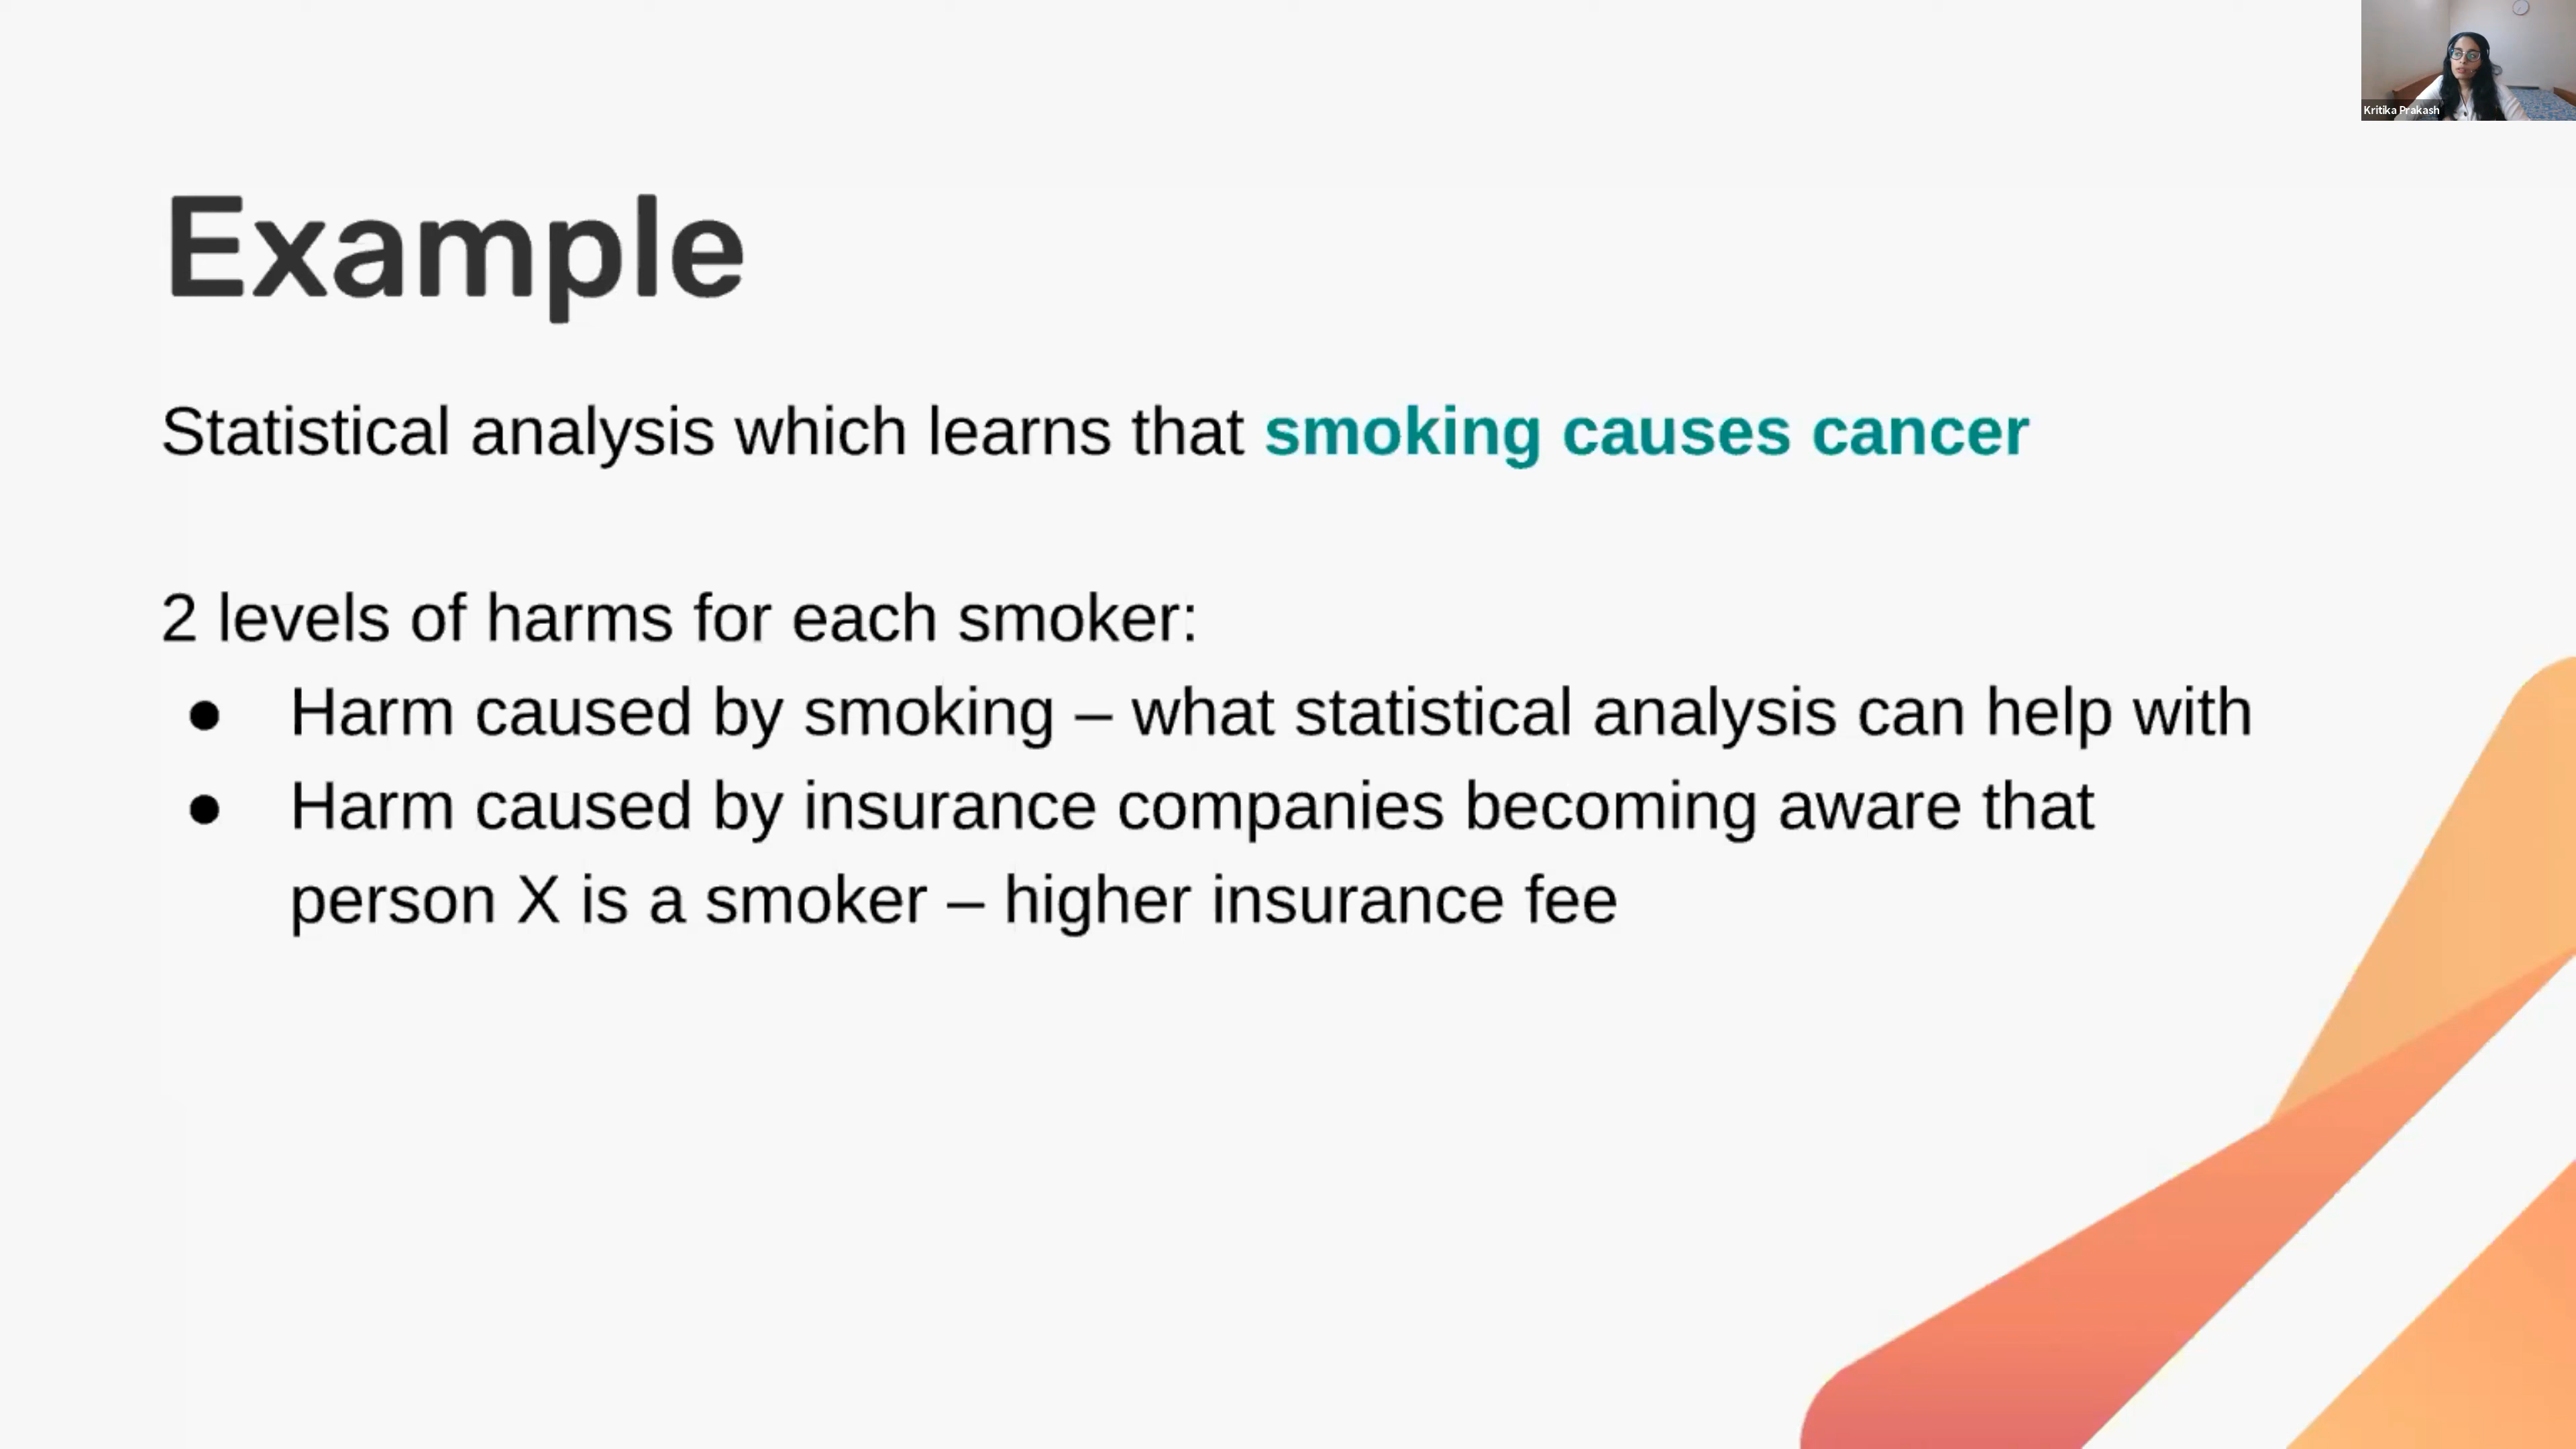 Kritika Prakash
Example
Statistical analysis which learns that smoking causes cancer
2 levels of harms for each smoker:
● Harm caused by smoking – what statistical analysis can help with
● Harm caused by insurance companies becoming aware that
person X is a smoker – higher insurance fee